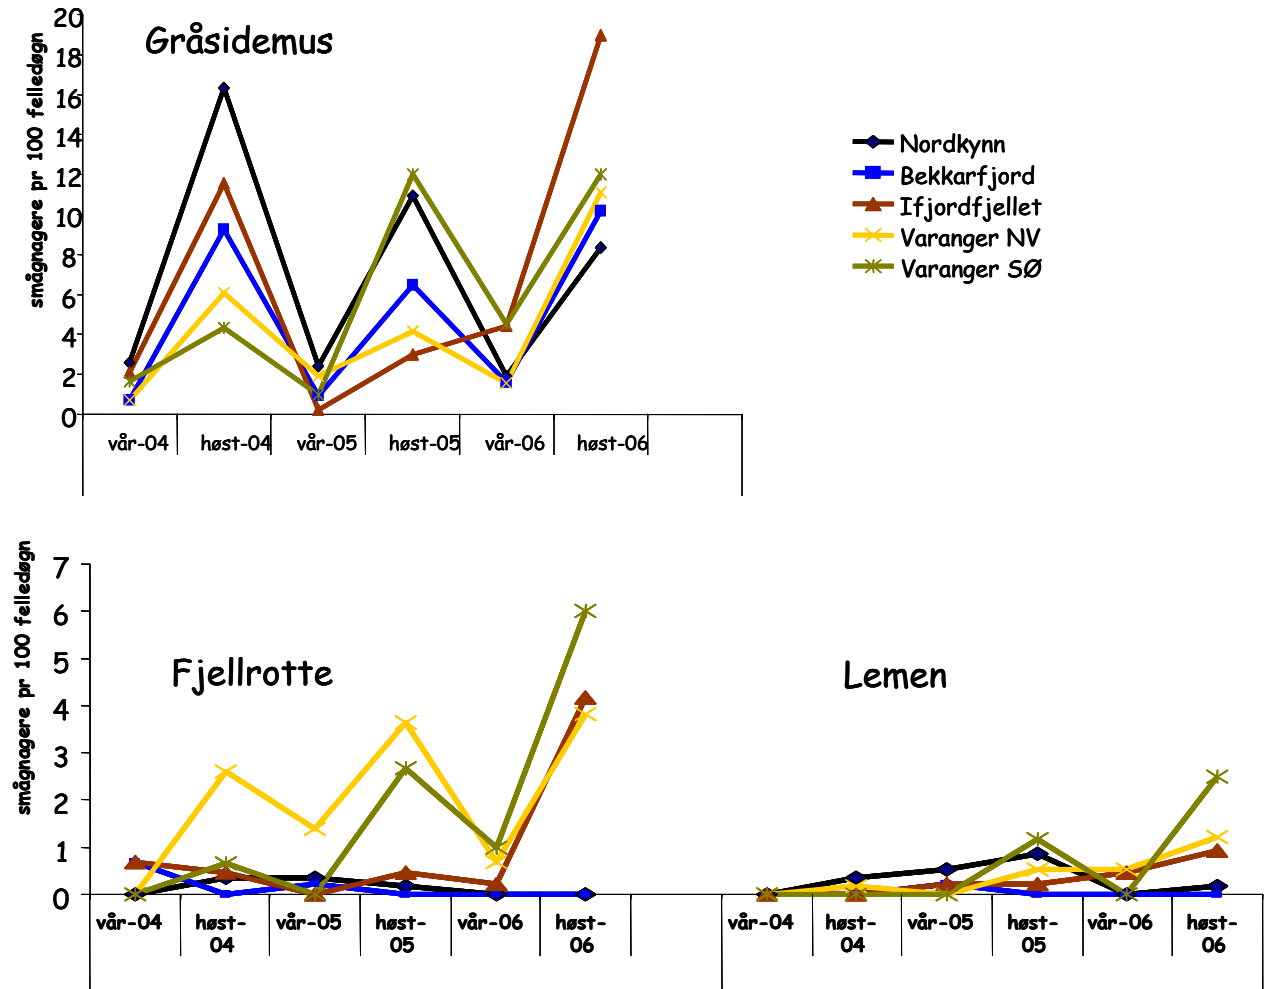 Gråsidemus
smågnagere pr 100 felledøgn
20
18
16
14
12
10
8
6
4
2
0
vår-04 høst-04 vår-05 høst-05 vår-06 høst-06
Nordkynn
Bekkarfjord
Ifjordfjellet
Varanger NV
Varanger SØ
Fjellrotte
smågnagere pr 100 felledøgn
7
6
5
4
3
2
1
0
vår-04 høst- vår-05 høst- vår-06 høst-
04 05 06
Lemen
vår-04 høst- vår-05 høst- vår-06 høst-
04 05 06